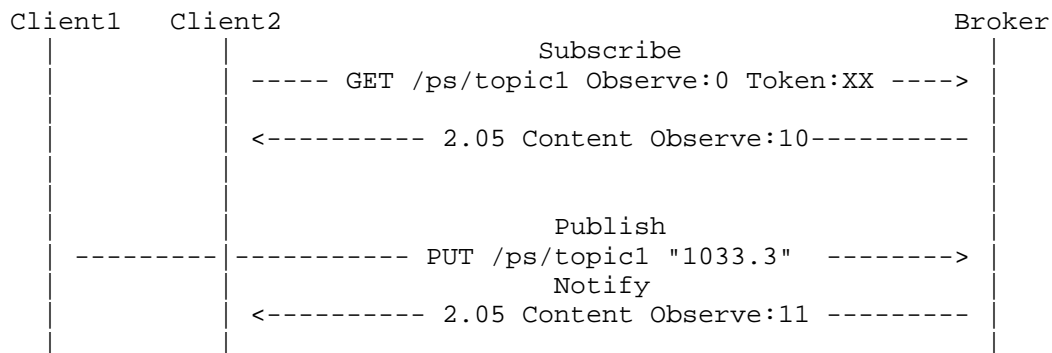 Client1   Client2                                          Broker
   |          |                   Subscribe                   |
   |          | ----- GET /ps/topic1 Observe:0 Token:XX ----> |
   |          |                                               |
   |          | <---------- 2.05 Content Observe:10---------- |
   |          |                                               |
   |          |                                               |
   |          |                    Publish                    |
   | ---------|----------- PUT /ps/topic1 "1033.3"  --------> |
   |          |                    Notify                     |
   |          | <---------- 2.05 Content Observe:11 --------- |
   |          |                                               |